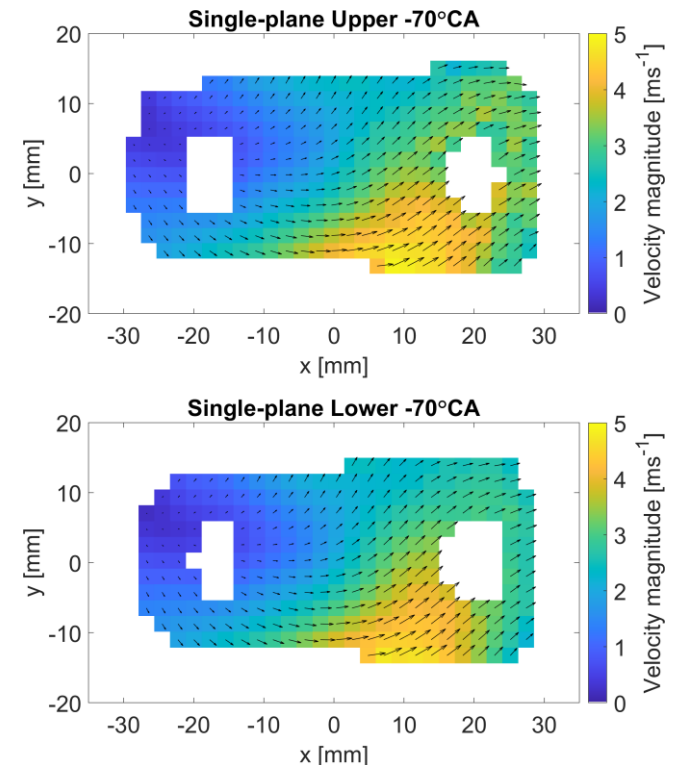 Single-plane Upper -70°CA
20
10
0
-10
-20
y [mm]
-30 -20 -10 0 10 20 30
x [mm]
5
4
3
2
1
0
Velocity magnitude [ms⁻¹]
Single-plane Lower -70°CA
20
10
0
-10
-20
y [mm]
-30 -20 -10 0 10 20 30
x [mm]
5
4
3
2
1
0
Velocity magnitude [ms⁻¹]